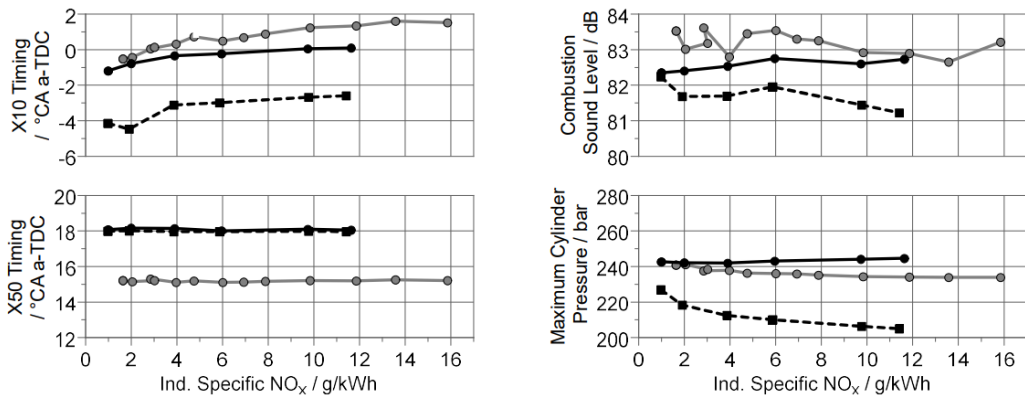 X10 Timing
/ °CA a-TDC
2
0
-2
-4
-6
Combustion
Sound Level / dB
84
83
82
81
80
X50 Timing
/ °CA a-TDC
20
18
16
14
12
0 2 4 6 8 10 12 14 16
Ind. Specific NOX / g/kWh
Maximum Cylinder
Pressure / bar
280
260
240
220
200
0 2 4 6 8 10 12 14 16
Ind. Specific NOX / g/kWh